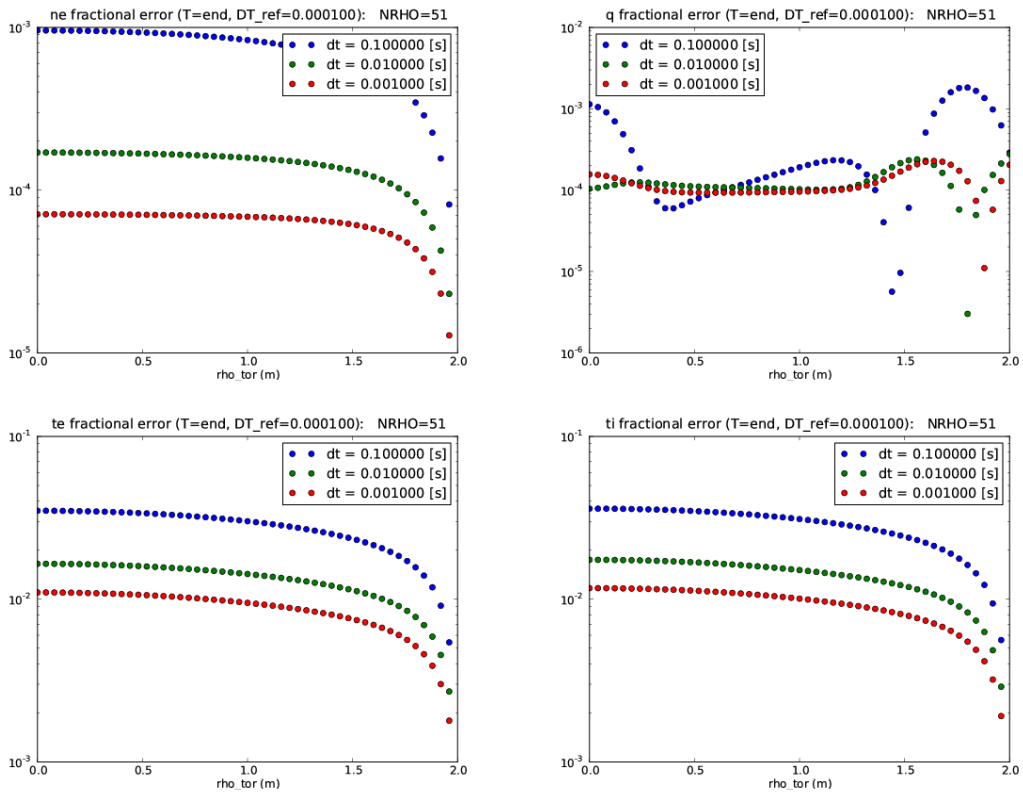 ne fractional error (T=end, DT_ref=0.000100):   NRHO=51
10^-3
10^-4
10^-5
dt = 0.100000 [s]
dt = 0.010000 [s]
dt = 0.001000 [s]
0.0 0.5 1.0 1.5 2.0
rho_tor (m)
q fractional error (T=end, DT_ref=0.000100):   NRHO=51
10^-2
10^-3
10^-4
10^-5
10^-6
dt = 0.100000 [s]
dt = 0.010000 [s]
dt = 0.001000 [s]
0.0 0.5 1.0 1.5 2.0
rho_tor (m)
te fractional error (T=end, DT_ref=0.000100):   NRHO=51
10^-1
10^-2
10^-3
dt = 0.100000 [s]
dt = 0.010000 [s]
dt = 0.001000 [s]
0.0 0.5 1.0 1.5 2.0
rho_tor (m)
ti fractional error (T=end, DT_ref=0.000100):   NRHO=51
10^-1
10^-2
10^-3
dt = 0.100000 [s]
dt = 0.010000 [s]
dt = 0.001000 [s]
0.0 0.5 1.0 1.5 2.0
rho_tor (m)